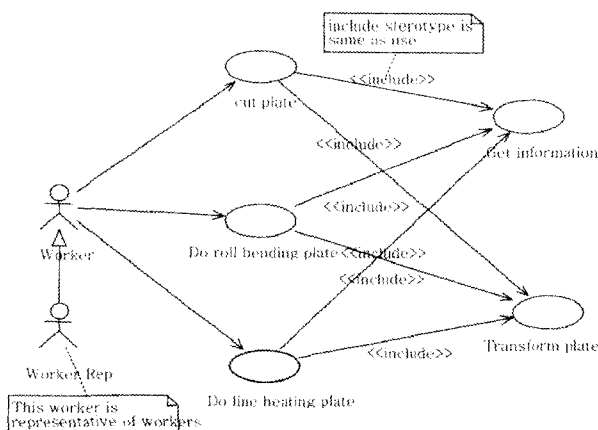 include sterotype is
same as use
<<include>>
cut plate
<<include>>
Get information
<<include>>
Worker
Do roll bending plate
<<include>>
<<include>>
<<include>>
Transform plate
Worker Rep
Do line heating plate
This worker is
representative of workers